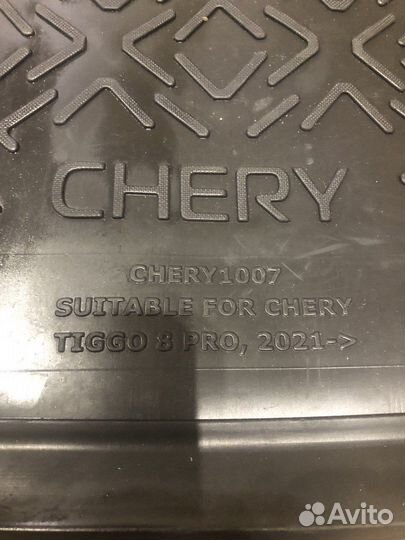 CHERY
CHERY1007
SUITABLE FOR CHERY
TIGGO 8 PRO, 2021->
Avito